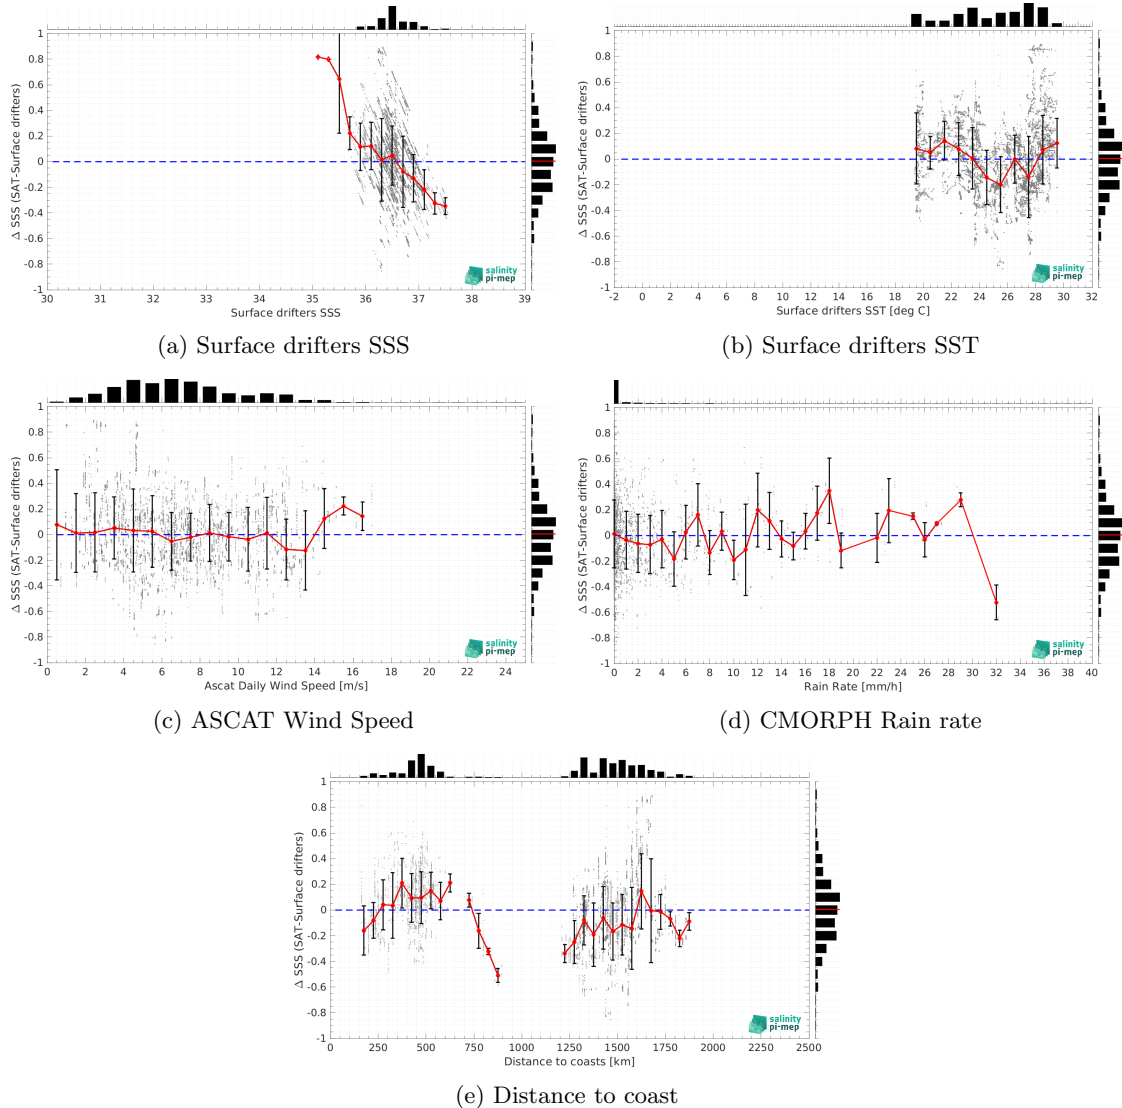 1
0.8
0.6
0.4
0.2
0
-0.2
-0.4
-0.6
-0.8
-1
Δ SSS (SAT-Surface drifters)
30 31 32 33 34 35 36 37 38 39
Surface drifters SSS
salinity
pi-mep
(a) Surface drifters SSS
1
0.8
0.6
0.4
0.2
0
-0.2
-0.4
-0.6
-0.8
-1
Δ SSS (SAT-Surface drifters)
-2 0 2 4 6 8 10 12 14 16 18 20 22 24 26 28 30 32
Surface drifters SST [deg C]
salinity
pi-mep
(b) Surface drifters SST
1
0.8
0.6
0.4
0.2
0
-0.2
-0.4
-0.6
-0.8
-1
Δ SSS (SAT-Surface drifters)
0 2 4 6 8 10 12 14 16 18 20 22 24
Ascat Daily Wind Speed [m/s]
salinity
pi-mep
(c) ASCAT Wind Speed
1
0.8
0.6
0.4
0.2
0
-0.2
-0.4
-0.6
-0.8
-1
Δ SSS (SAT-Surface drifters)
0 2 4 6 8 10 12 14 16 18 20 22 24 26 28 30 32 34 36 38 40
Rain Rate [mm/h]
salinity
pi-mep
(d) CMORPH Rain rate
1
0.8
0.6
0.4
0.2
0
-0.2
-0.4
-0.6
-0.8
-1
Δ SSS (SAT-Surface drifters)
0 250 500 750 1000 1250 1500 1750 2000 2250 2500
Distance to coasts [km]
salinity
pi-mep
(e) Distance to coast